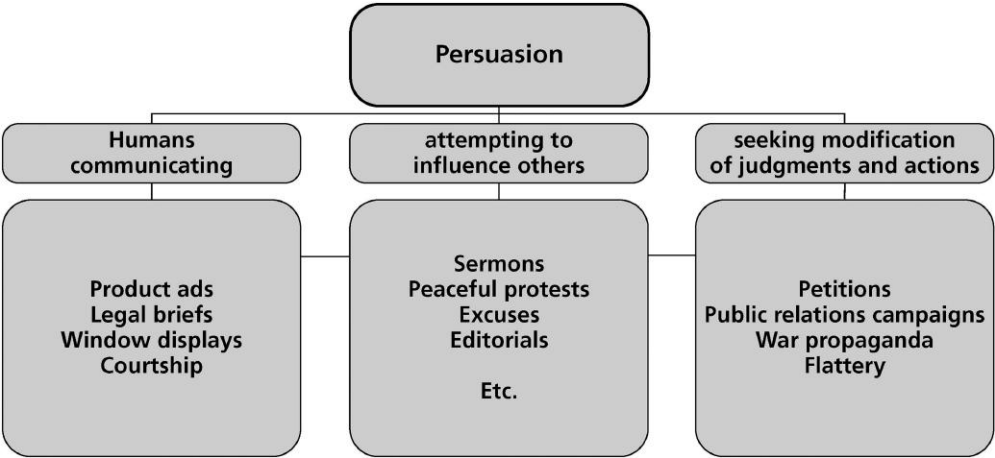 Persuasion
Humans
communicating
attempting to
influence others
seeking modification
of judgments and actions
Product ads
Legal briefs
Window displays
Courtship
Sermons
Peaceful protests
Excuses
Editorials
Etc.
Petitions
Public relations campaigns
War propaganda
Flattery